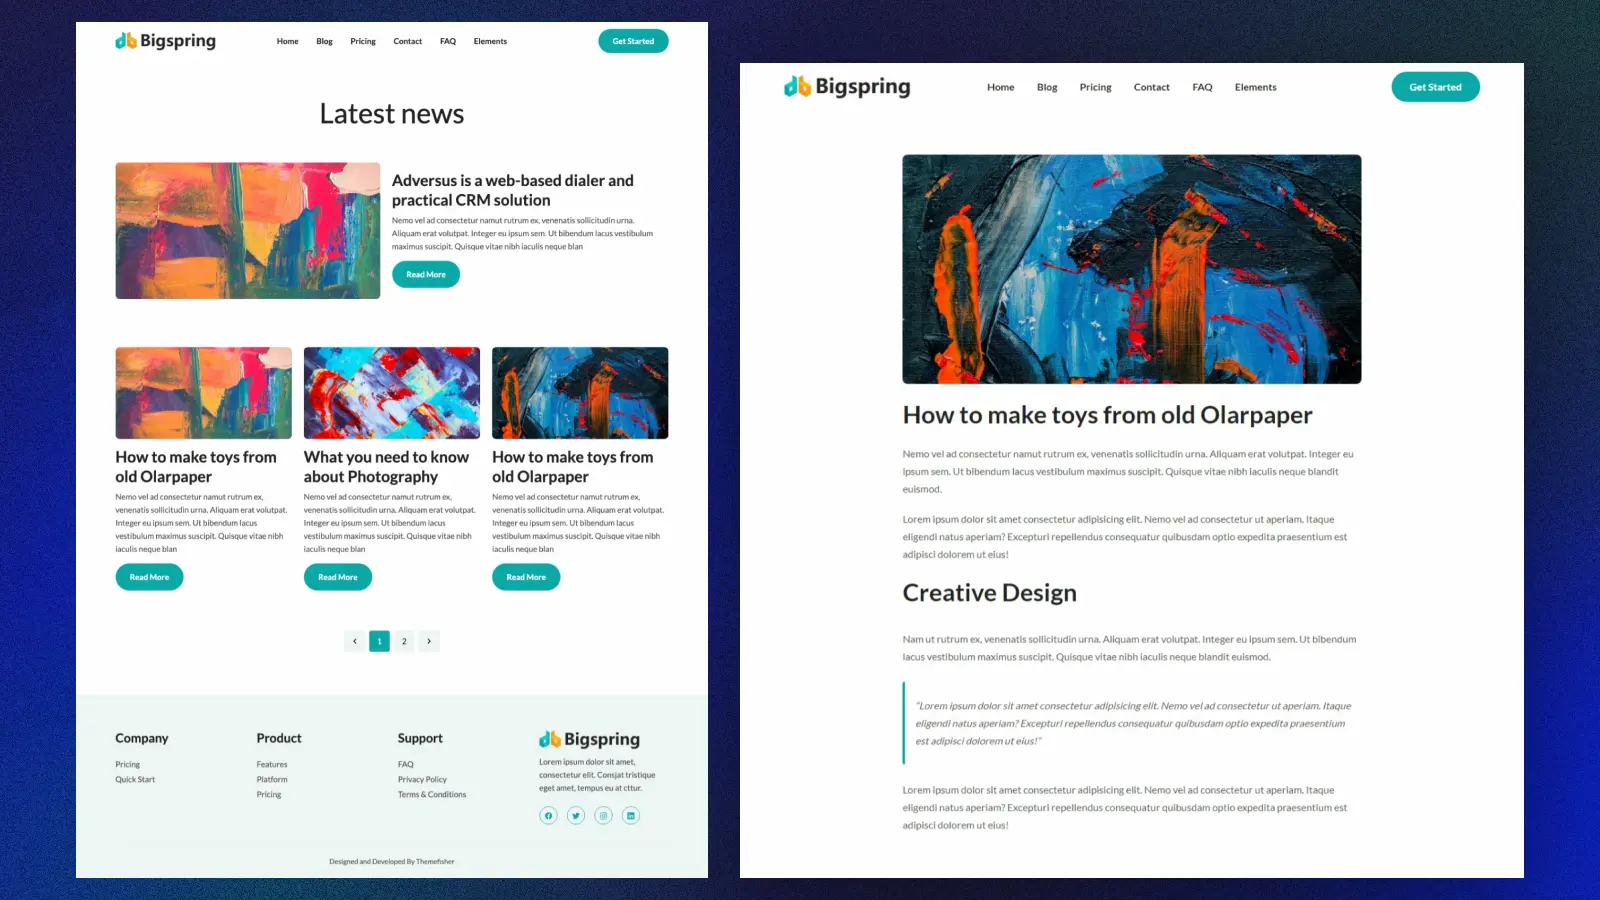 Bigspring
Home Blog Pricing Contact FAQ Elements
Get Started
Latest news
Adversus is a web-based dialer and
practical CRM solution
Nemo vel ad consectetur namut rutrum ex, venenatis sollicitudin urna.
Aliquam erat volutpat. Integer eu ipsum sem. Ut bibendum lacus vestibulum
maximus suscipit. Quisque vitae nibh iaculis neque blan
Read More
How to make toys from
old Olarpaper
Nemo vel ad consectetur namut rutrum ex,
venenatis sollicitudin urna. Aliquam erat volutpat.
Integer eu ipsum sem. Ut bibendum lacus
vestibulum maximus suscipit. Quisque vitae nibh
iaculis neque blan
Read More
What you need to know
about Photography
Nemo vel ad consectetur namut rutrum ex,
venenatis sollicitudin urna. Aliquam erat volutpat.
Integer eu ipsum sem. Ut bibendum lacus
vestibulum maximus suscipit. Quisque vitae nibh
iaculis neque blan
Read More
How to make toys from
old Olarpaper
Nemo vel ad consectetur namut rutrum ex,
venenatis sollicitudin urna. Aliquam erat volutpat.
Integer eu ipsum sem. Ut bibendum lacus
vestibulum maximus suscipit. Quisque vitae nibh
iaculis neque blan
Read More
1 2
Company
Pricing
Quick Start
Product
Features
Platform
Pricing
Support
FAQ
Privacy Policy
Terms & Conditions
Bigspring
Lorem ipsum dolor sit amet,
consectetur elit. Consjat tristique
eget amet, tempus eu at cttur.
Designed and Developed By Themefisher
Bigspring
Home Blog Pricing Contact FAQ Elements
Get Started
How to make toys from old Olarpaper
Nemo vel ad consectetur namut rutrum ex, venenatis sollicitudin urna. Aliquam erat volutpat. Integer eu
ipsum sem. Ut bibendum lacus vestibulum maximus suscipit. Quisque vitae nibh iaculis neque blandit
euismod.
Lorem ipsum dolor sit amet consectetur adipisicing elit. Nemo vel ad consectetur ut aperiam. Itaque
eligendi natus aperiam? Excepturi repellendus consequatur quibusdam optio expedita praesentium est
adipisci dolorem ut eius!
Creative Design
Nam ut rutrum ex, venenatis sollicitudin urna. Aliquam erat volutpat. Integer eu ipsum sem. Ut bibendum
lacus vestibulum maximus suscipit. Quisque vitae nibh iaculis neque blandit euismod.
“Lorem ipsum dolor sit amet consectetur adipisicing elit. Nemo vel ad consectetur ut aperiam. Itaque
eligendi natus aperiam? Excepturi repellendus consequatur quibusdam optio expedita praesentium
est adipisci dolorem ut eius!”
Lorem ipsum dolor sit amet consectetur adipisicing elit. Nemo vel ad consectetur ut aperiam. Itaque
eligendi natus aperiam? Excepturi repellendus consequatur quibusdam optio expedita praesentium est
adipisci dolorem ut eius!